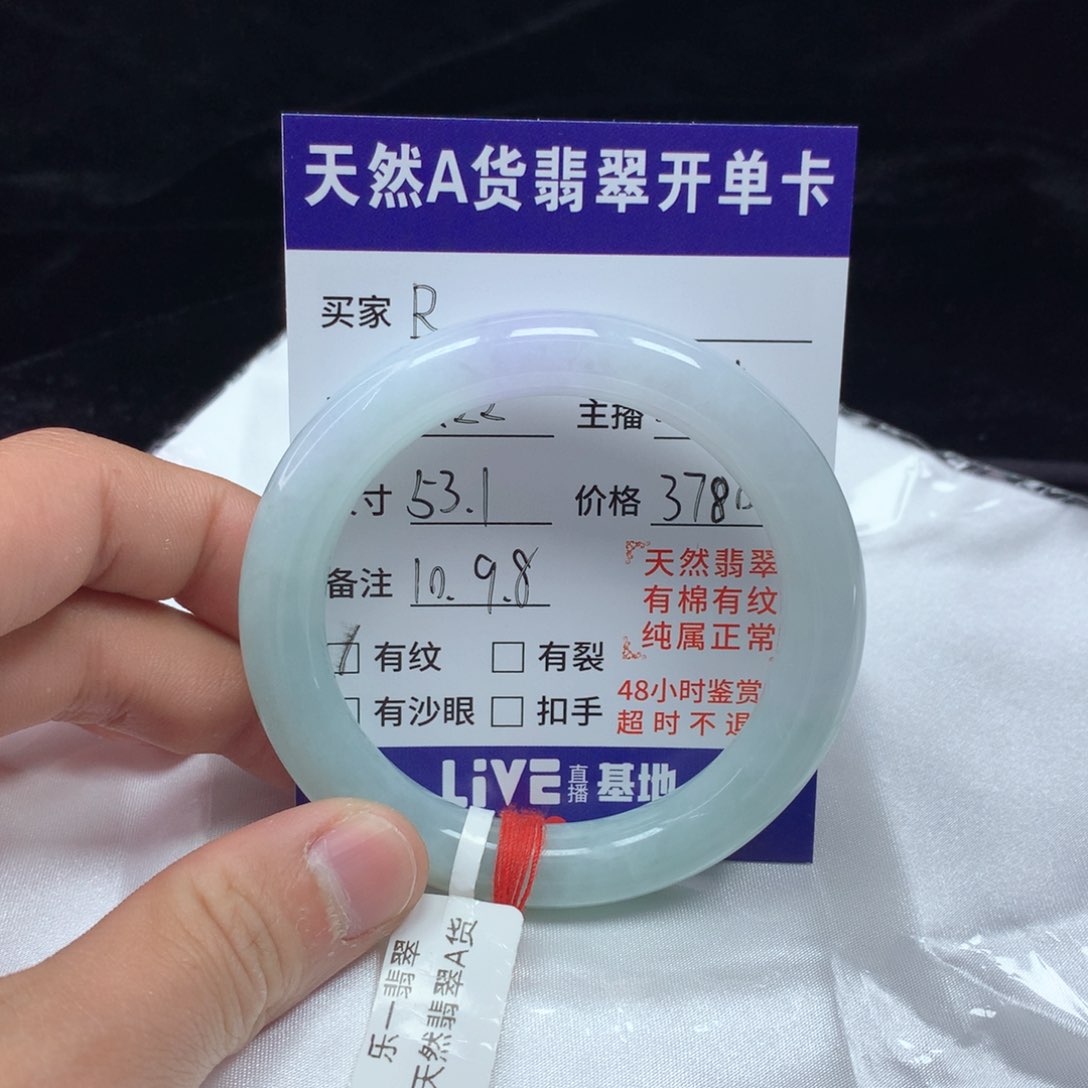 天然A货翡翠开单卡
买家 R
22 主播
寸 53.1 价格 3780
备注 10. 9.8
天然翡翠
有棉有纹
纯属正常
有纹 有裂
有沙眼 扣手
48小时鉴赏
超时不退
LiVE 直播 基地
乐一翡翠
天然翡翠A货